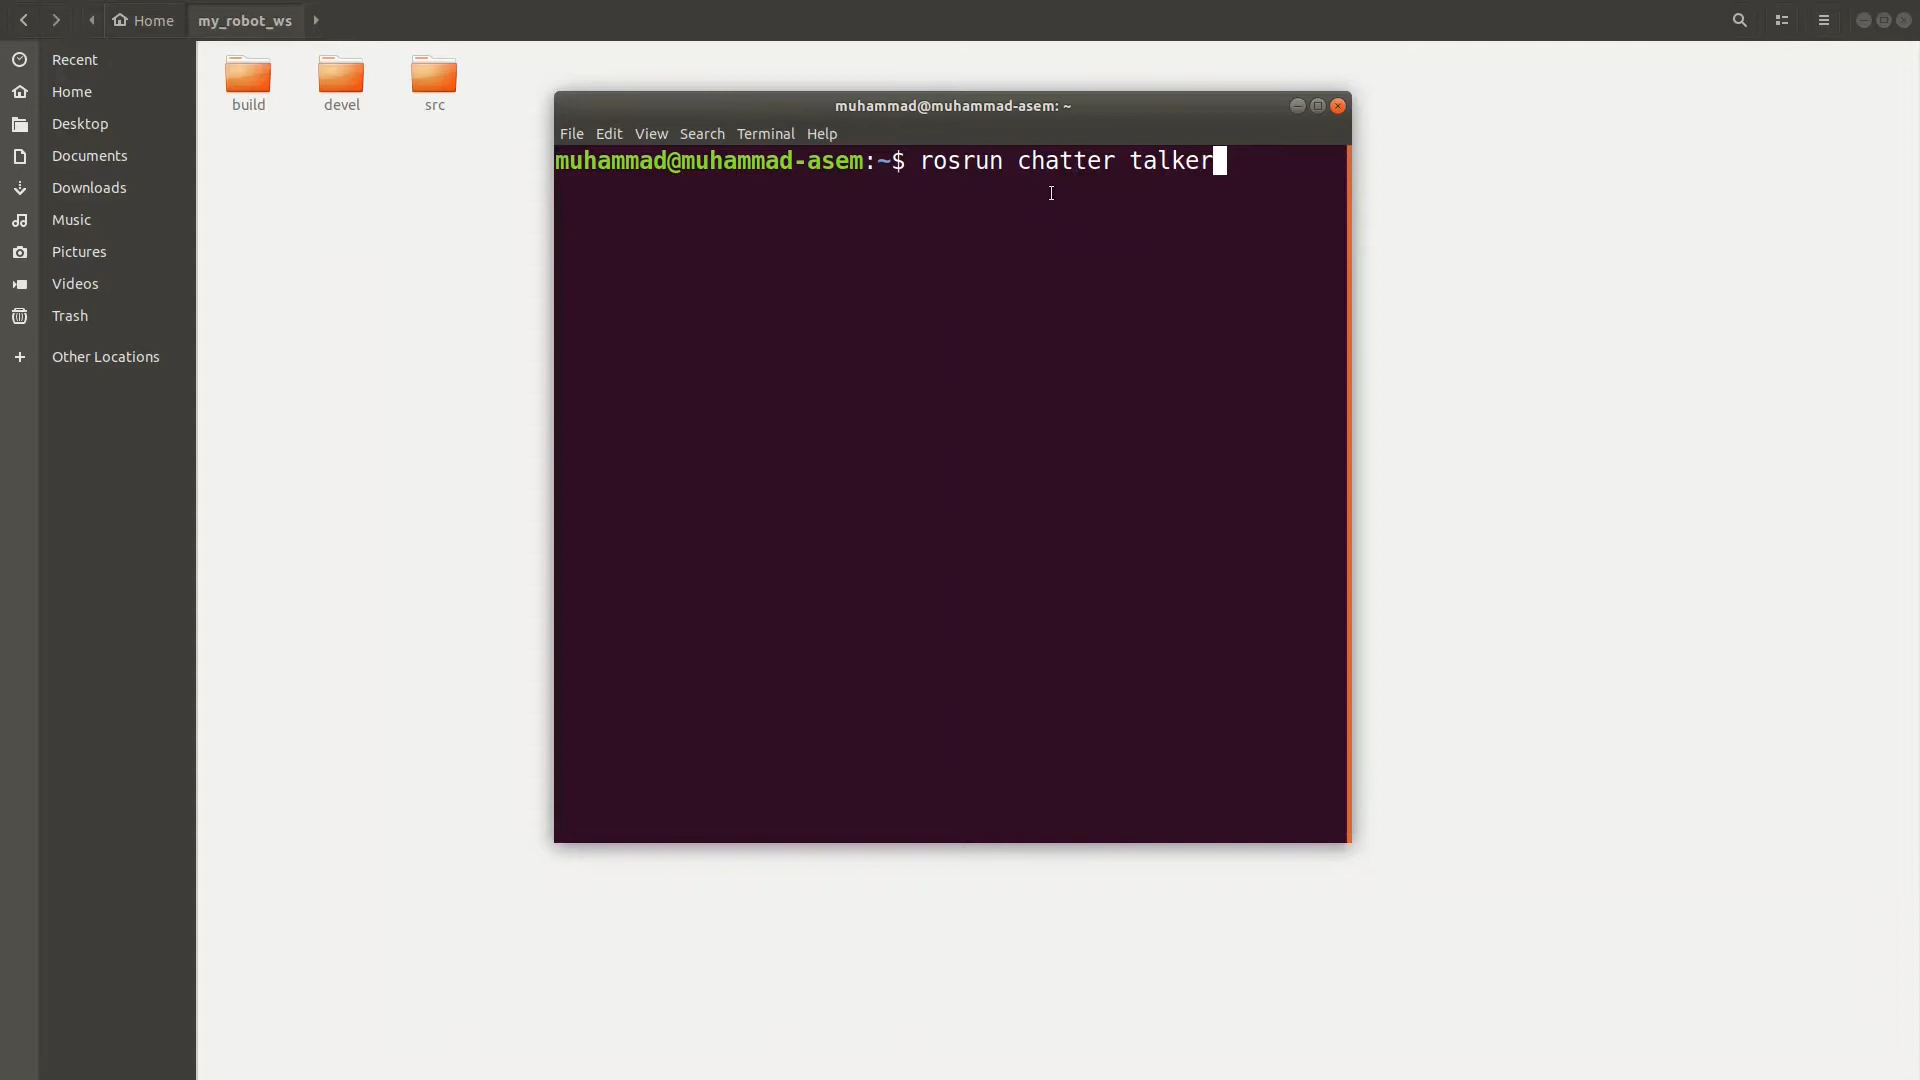 Home my_robot_ws
Recent
Home
Desktop
Documents
Downloads
Music
Pictures
Videos
Trash
Other Locations
build devel src
muhammad@muhammad-asem: ~
File Edit View Search Terminal Help
muhammad@muhammad-asem:~$ rosrun chatter talker